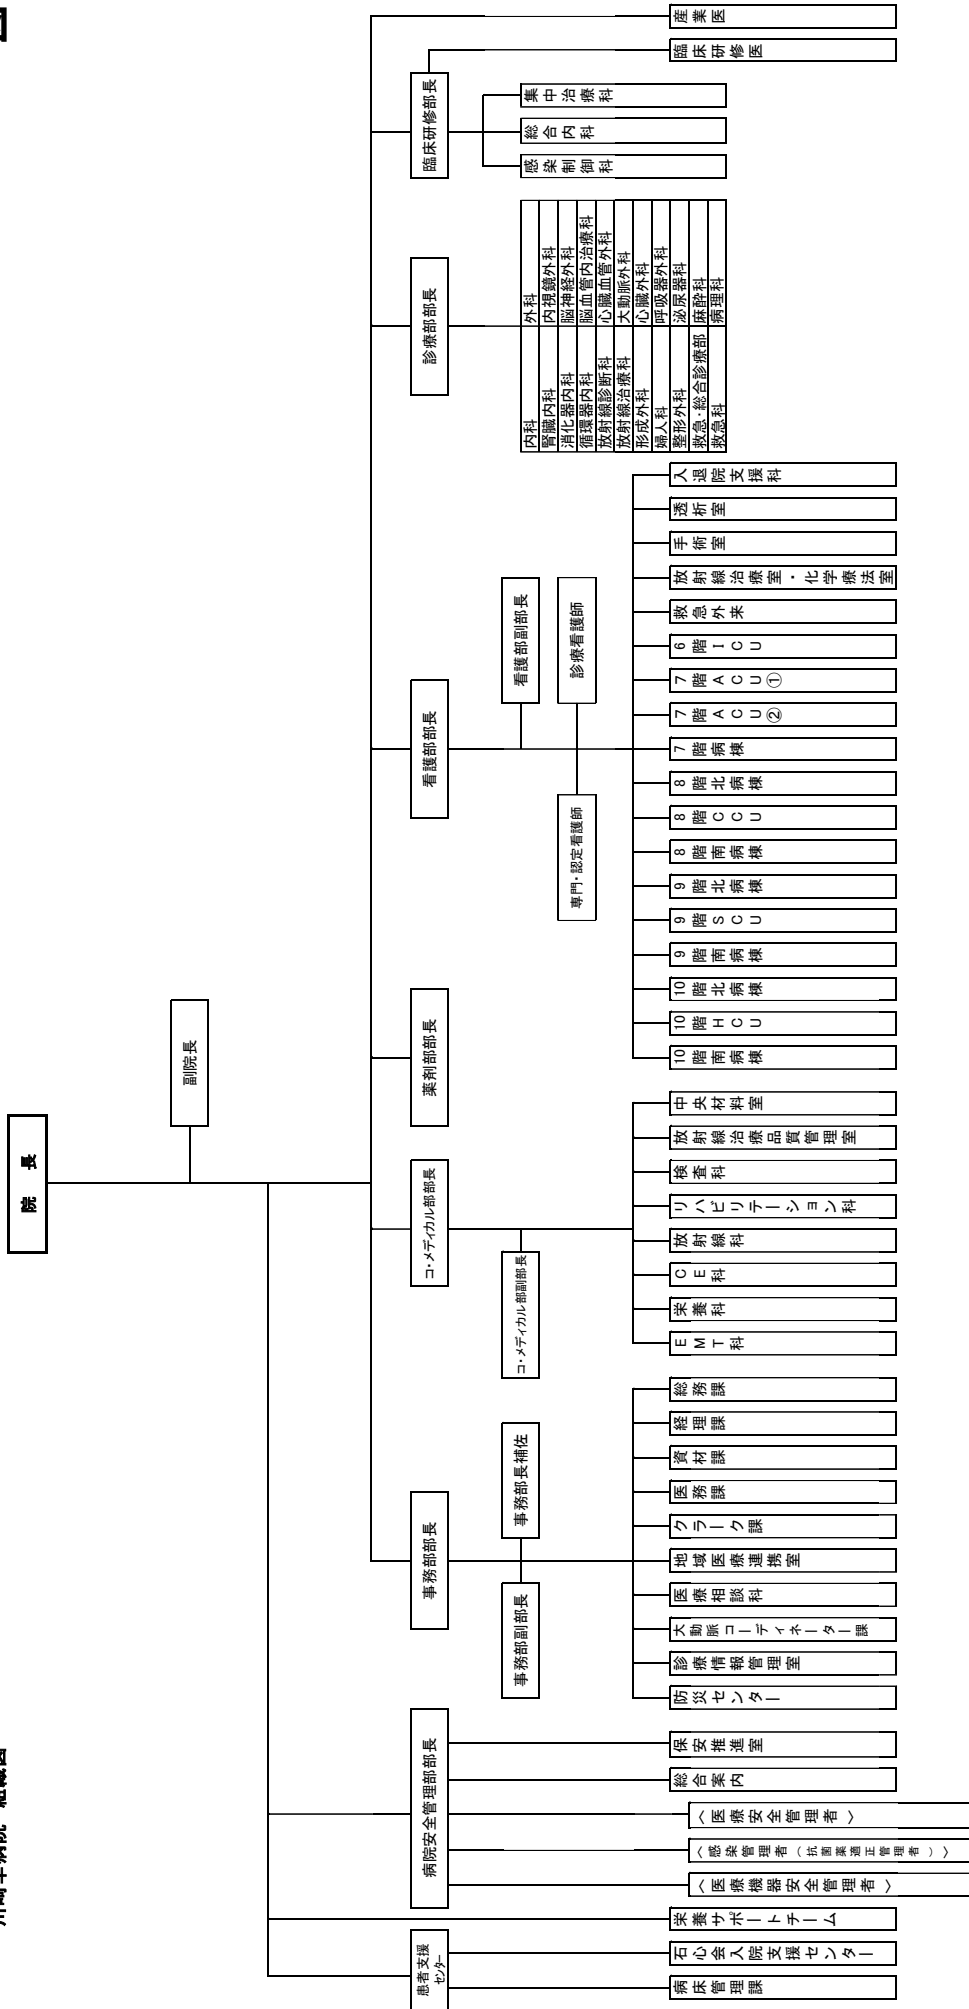 川崎幸病院 組織図
院 長
副院長
患者支援
センター
病院安全管理部部長
事務部部長
コ・メディカル部部長
薬剤部部長
看護部部長
診療部部長
臨床研修部長
事務部副部長
事務部長補佐
コ・メディカル部副部長
看護部副部長
専門・認定看護師
診療看護師
内科
外科
腎臓内科
内視鏡外科
消化器内科
脳神経外科
循環器内科
脳血管内治療科
放射線診断科
心臓血管外科
放射線治療科
大動脈外科
形成外科
心臓外科
婦人科
呼吸器外科
整形外科
泌尿器科
救急・総合診療部
麻酔科
救急科
病理科
感染制御科
総合内科
集中治療科
病床管理課
石心会入院支援センター
栄養サポートチーム
〈医療機器安全管理者〉
〈感染管理者（抗菌薬適正管理者）〉
〈医療安全管理者〉
総合案内
保安推進室
防災センター
診療情報管理室
大動脈コーディネーター課
医療相談科
地域医療連携室
クラーク課
医務課
資材課
経理課
総務課
EMT科
栄養科
CE科
放射線科
リハビリテーション科
検査科
放射線治療品質管理室
中央材料室
10階南病棟
10階HCU
10階北病棟
9階南病棟
9階SCU
9階北病棟
8階南病棟
8階CCU
8階北病棟
7階病棟
7階ACU②
7階ACU①
6階ICU
救急外来
放射線治療室・化学療法室
手術室
透析室
入退院支援科
臨床研修医
産業医